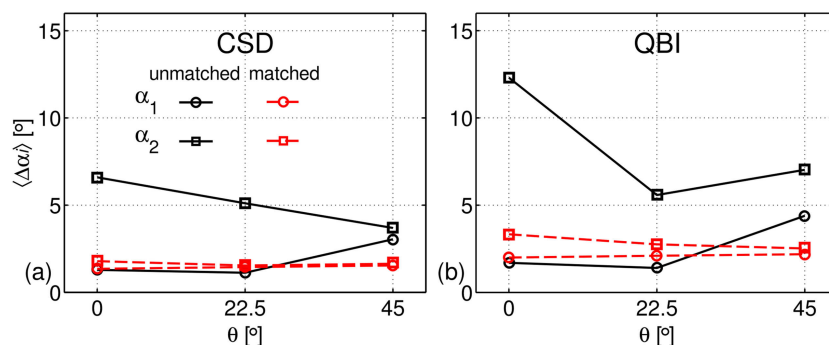 CSD
unmatched matched
α1
α2
⟨Δαi⟩ [º]
15
10
5
0
(a)
0 22.5 45
θ [º]
QBI
15
10
5
0
(b)
0 22.5 45
θ [º]